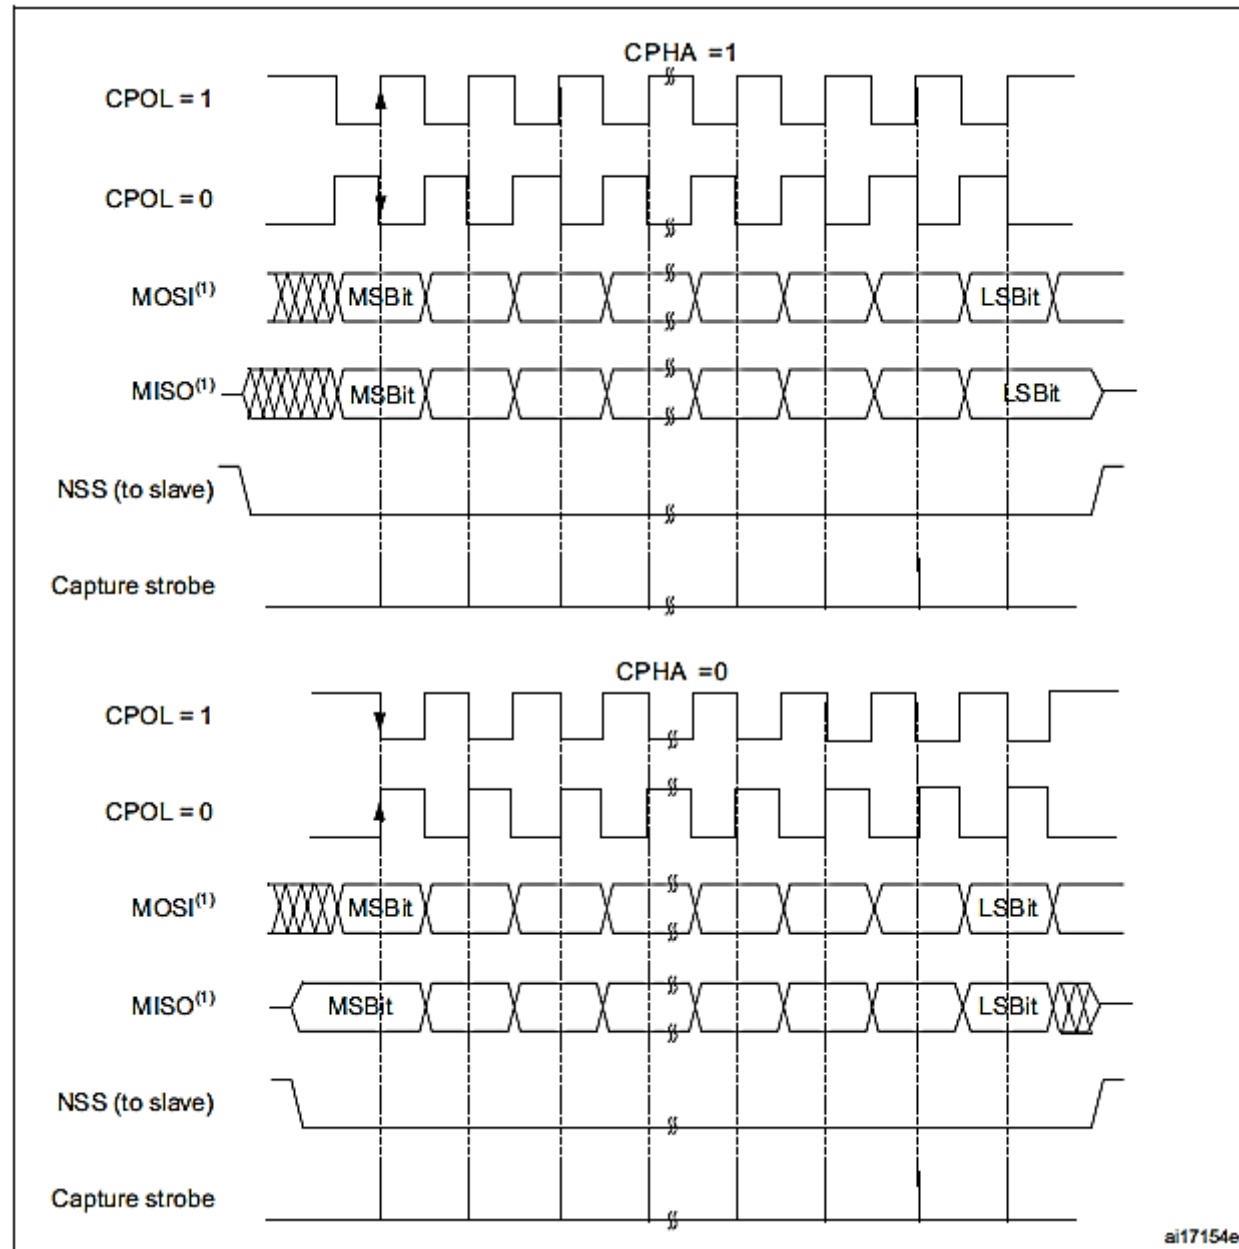 CPHA =1
CPOL = 1
CPOL = 0
MOSI(1) MSBit LSBit
MISO(1) MSBit LSBit
NSS (to slave)
Capture strobe
CPHA =0
CPOL = 1
CPOL = 0
MOSI(1) MSBit LSBit
MISO(1) MSBit LSBit
NSS (to slave)
Capture strobe
ai17154e